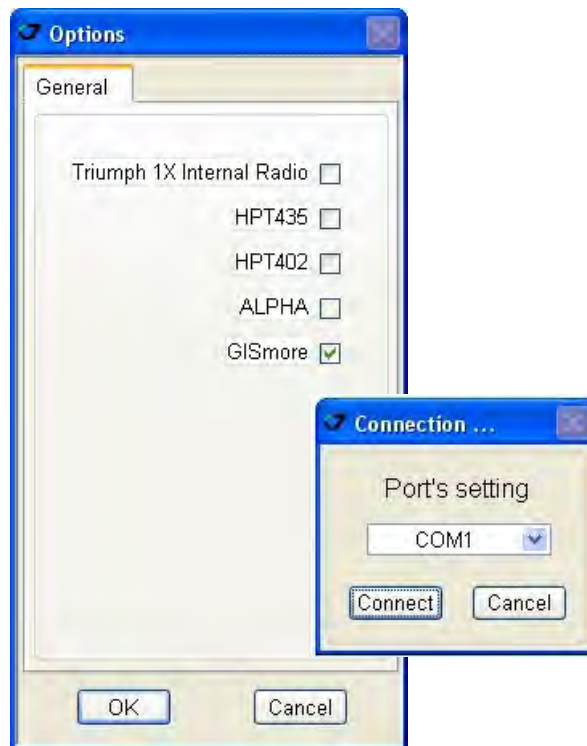 Options
General
Triumph 1X Internal Radio
HPT435
HPT402
ALPHA
GISmore
Connection ...
Port's setting
COM1
Connect Cancel
OK Cancel